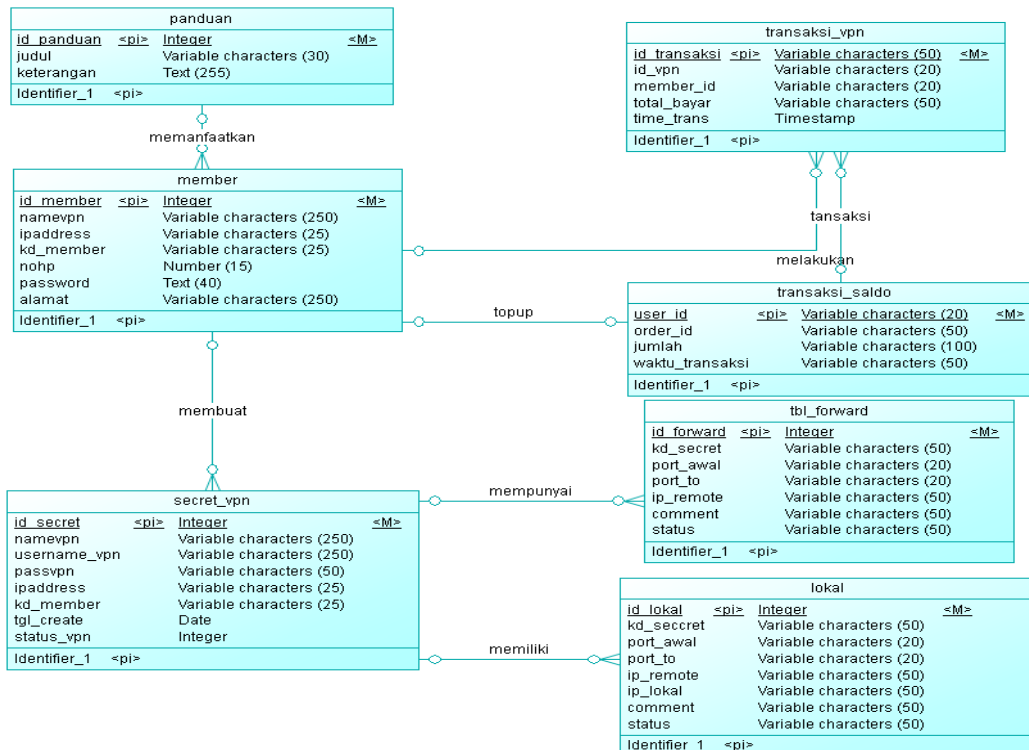 panduan
id_panduan <pi> Integer <M>
judul Variable characters (30)
keterangan Text (255)
Identifier_1 <pi>
memanfaatkan
member
id_member <pi> Integer <M>
namevpn Variable characters (250)
ipaddress Variable characters (25)
kd_member Variable characters (25)
nohp Number (15)
password Text (40)
alamat Variable characters (250)
Identifier_1 <pi>
transaksi_vpn
id_transaksi <pi> Variable characters (50) <M>
id_vpn Variable characters (20)
member_id Variable characters (20)
total_bayar Variable characters (50)
time_trans Timestamp
Identifier_1 <pi>
tansaksi
melakukan
topup
transaksi_saldo
user_id <pi> Variable characters (20) <M>
order_id Variable characters (50)
jumlah Variable characters (100)
waktu_transaksi Variable characters (50)
Identifier_1 <pi>
membuat
secret_vpn
id_secret <pi> Integer <M>
namevpn Variable characters (250)
username_vpn Variable characters (250)
passvpn Variable characters (50)
ipaddress Variable characters (25)
kd_member Variable characters (25)
tgl_create Date
status_vpn Integer
Identifier_1 <pi>
mempunyai
tbl_forward
id_forward <pi> Integer <M>
kd_secret Variable characters (50)
port_awal Variable characters (20)
port_to Variable characters (20)
ip_remote Variable characters (50)
comment Variable characters (50)
status Variable characters (50)
Identifier_1 <pi>
memiliki
lokal
id_lokal <pi> Integer <M>
kd_seccret Variable characters (50)
port_awal Variable characters (20)
port_to Variable characters (20)
ip_remote Variable characters (50)
ip_lokal Variable characters (50)
comment Variable characters (50)
status Variable characters (50)
Identifier_1 <pi>